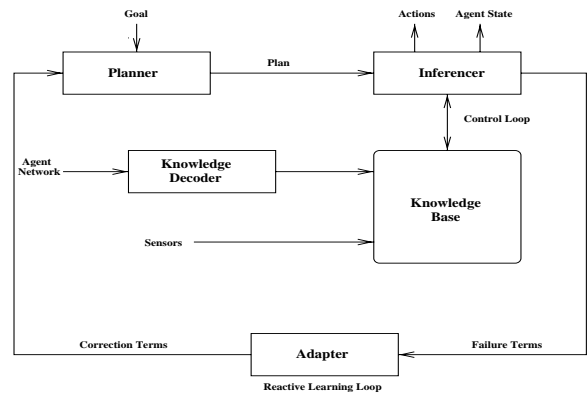 Goal
Actions
Agent State
Planner
Plan
Inferencer
Control Loop
Agent
Network
Knowledge
Decoder
Knowledge
Base
Sensors
Correction Terms
Adapter
Failure Terms
Reactive Learning Loop